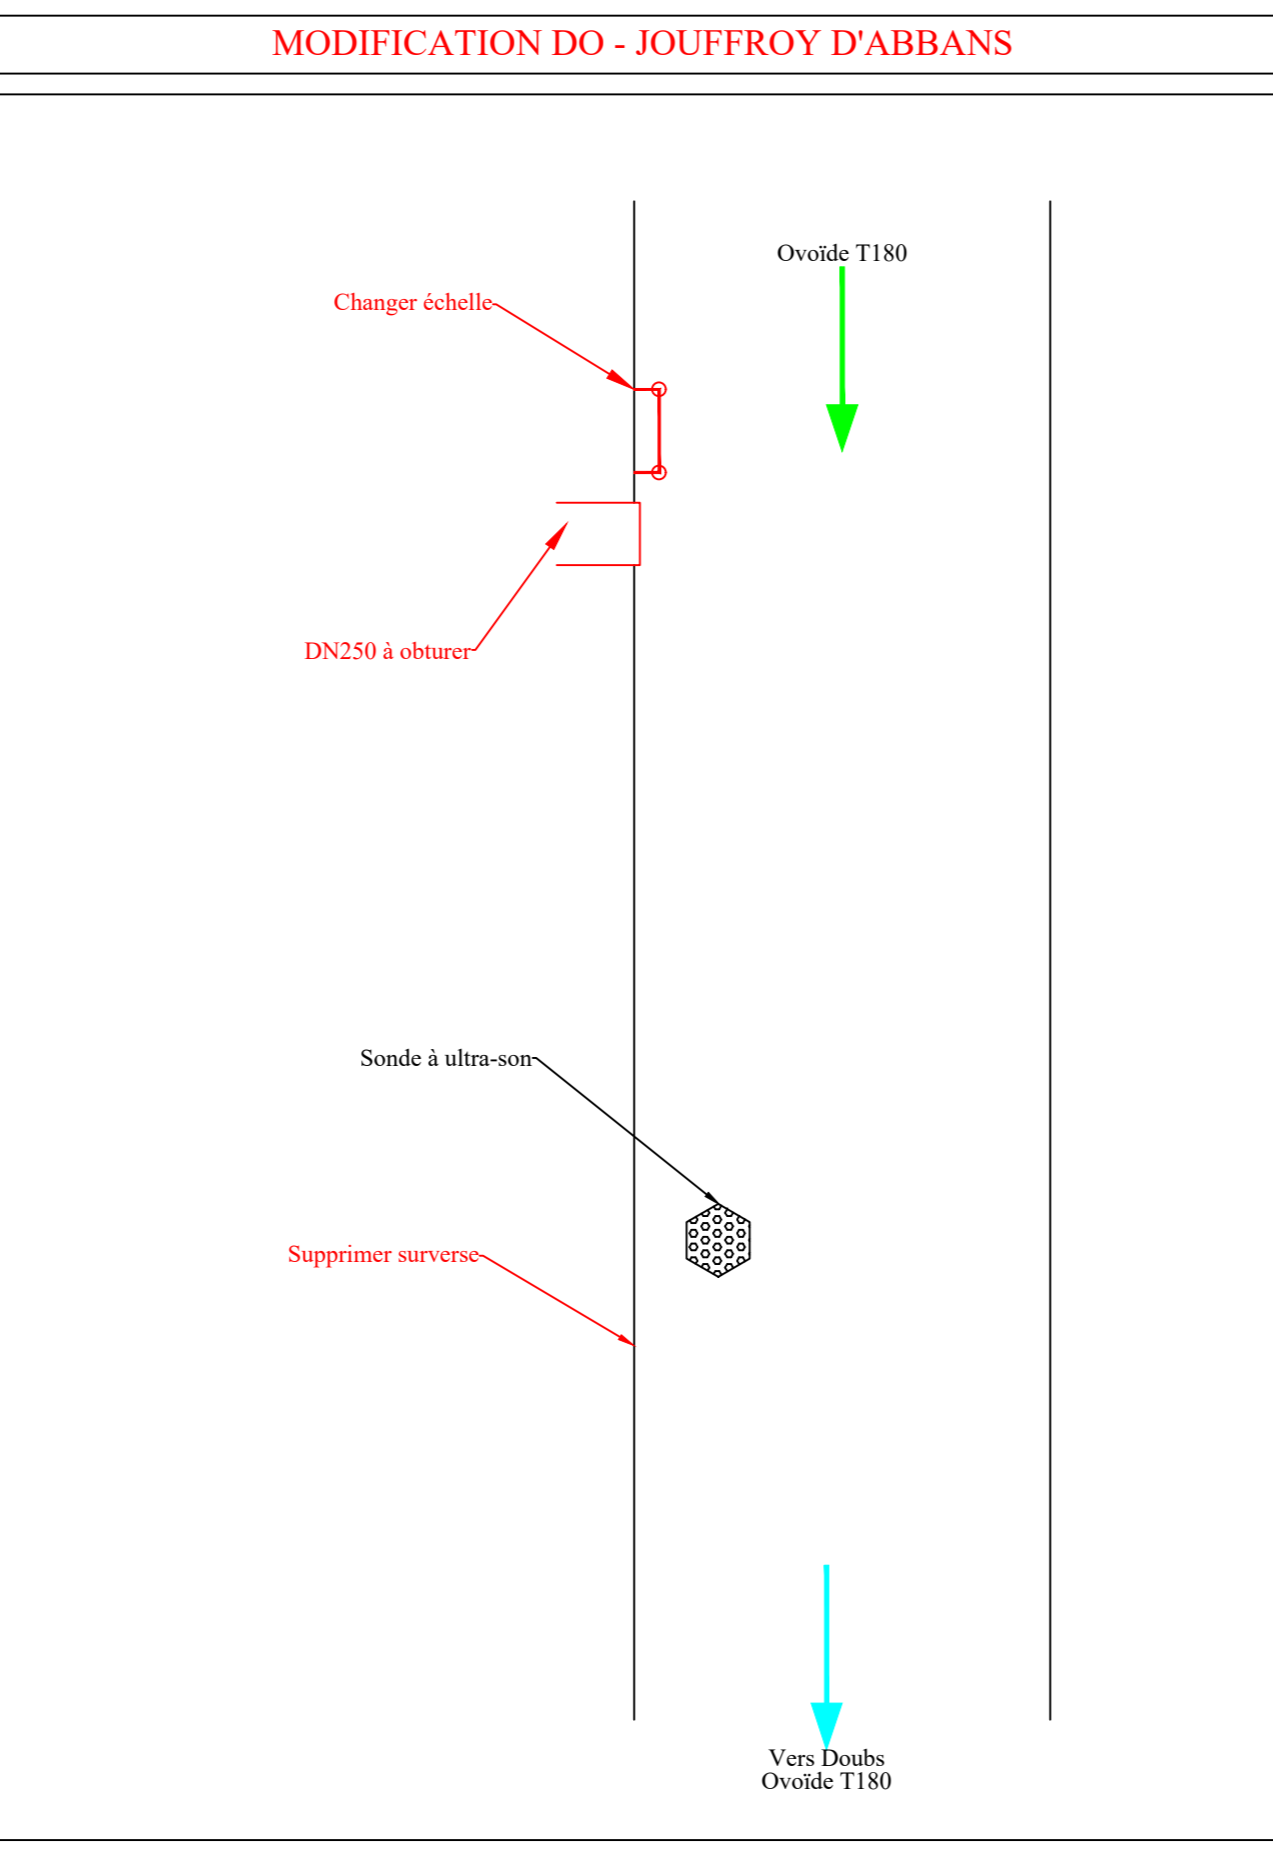 MODIFICATION DO - JOUFFROY D'ABBANS
Ovoïde T180
Changer échelle
DN250 à obturer
Sonde à ultra-son
Supprimer surverse
Vers Doubs
Ovoïde T180